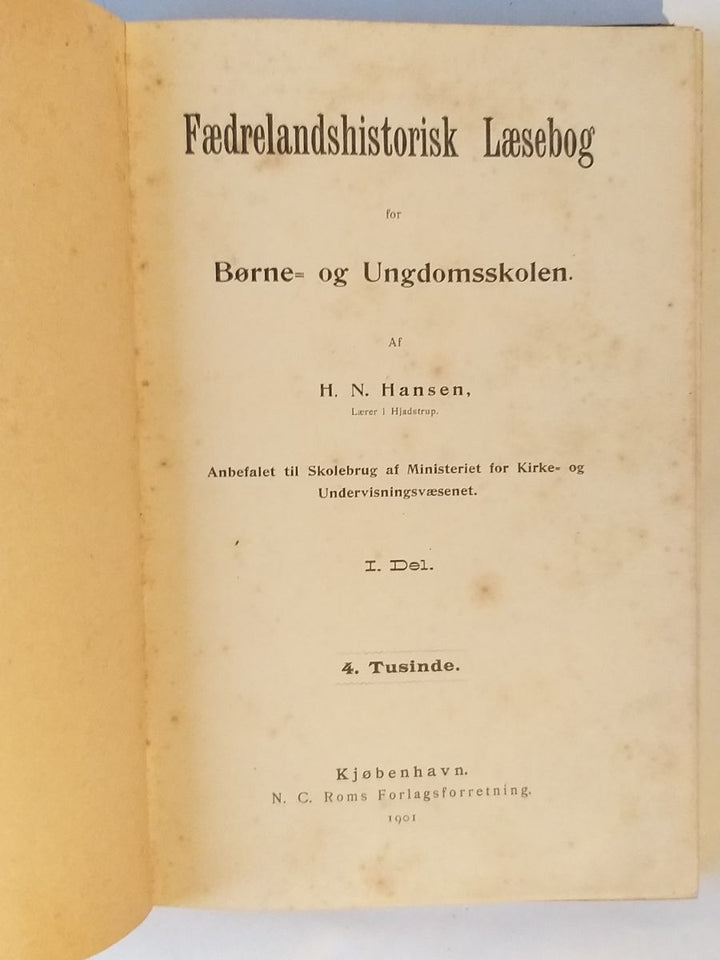 Fædrelandshistorisk Læsebog
for
Børne- og Ungdomsskolen.
Af
H. N. Hansen,
Lærer i Hjadstrup.
Anbefalet til Skolebrug af Ministeriet for Kirke- og
Undervisningsvæsenet.
I. Del.
4. Tusinde.
Kjøbenhavn.
N. C. Roms Forlagsforretning.
1901